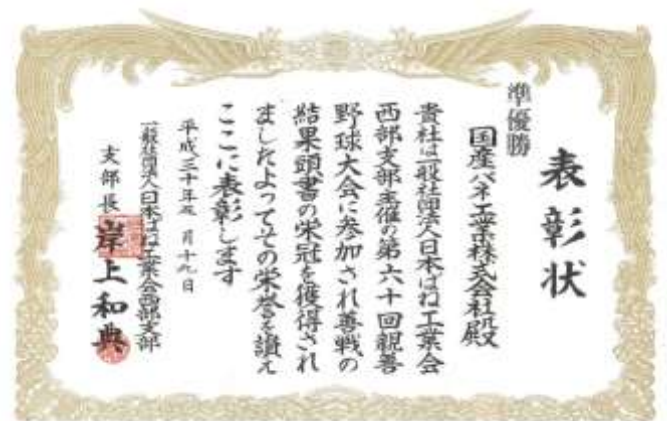 表彰状
準優勝
国産バネ工業株式会社殿
貴社は一般社団法人日本ばね工業会
西部支部主催の第六十回親善
野球大会に参加され善戦の
結果頭書の栄冠を獲得され
ましたよってその栄誉を讃え
ここに表彰します
平成三十年五月十九日
一般社団法人日本ばね工業会西部支部
支部長 岸上和典